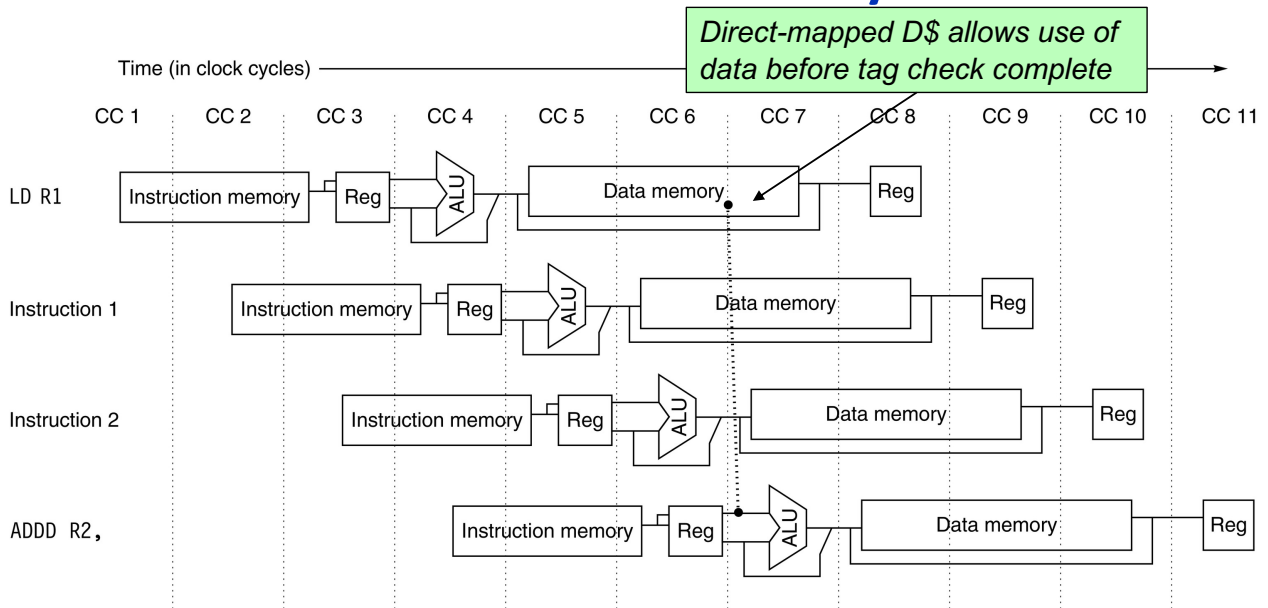 Direct-mapped D$ allows use of
data before tag check complete
Time (in clock cycles)
CC 1 CC 2 CC 3 CC 4 CC 5 CC 6 CC 7 CC 8 CC 9 CC 10 CC 11
LD R1 Instruction memory Reg ALU Data memory Reg
Instruction 1 Instruction memory Reg ALU Data memory Reg
Instruction 2 Instruction memory Reg ALU Data memory Reg
ADDD R2, Instruction memory Reg ALU Data memory Reg